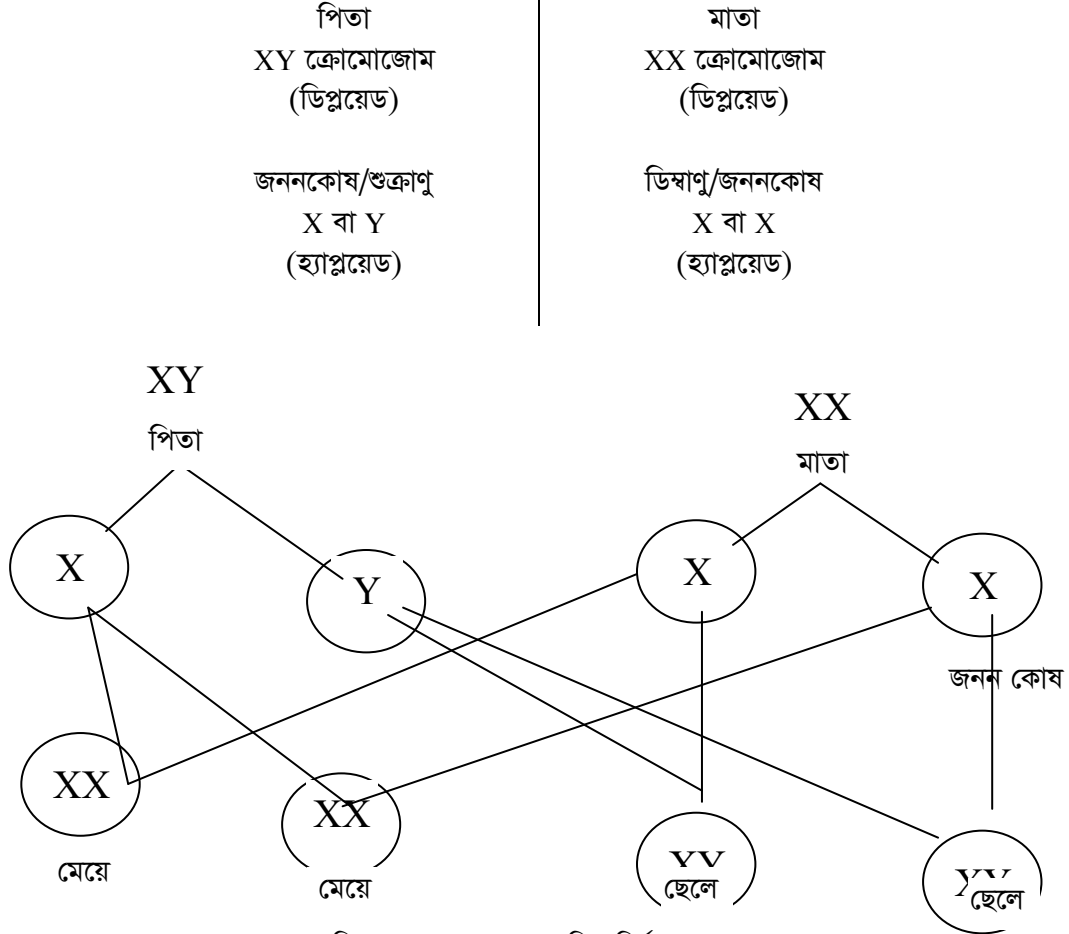 পিতা
XY ক্রোমোজোম
(ডিপ্লয়েড)
জননকোষ/শুক্রাণু
X বা Y
(হ্যাপ্লয়েড)
মাতা
XX ক্রোমোজোম
(ডিপ্লয়েড)
ডিম্বাণু/জননকোষ
X বা X
(হ্যাপ্লয়েড)
XY
পিতা
XX
মাতা
X
Y
X
X
জনন কোষ
XX
XX
মেয়ে
মেয়ে
ছেলে
ছেলে